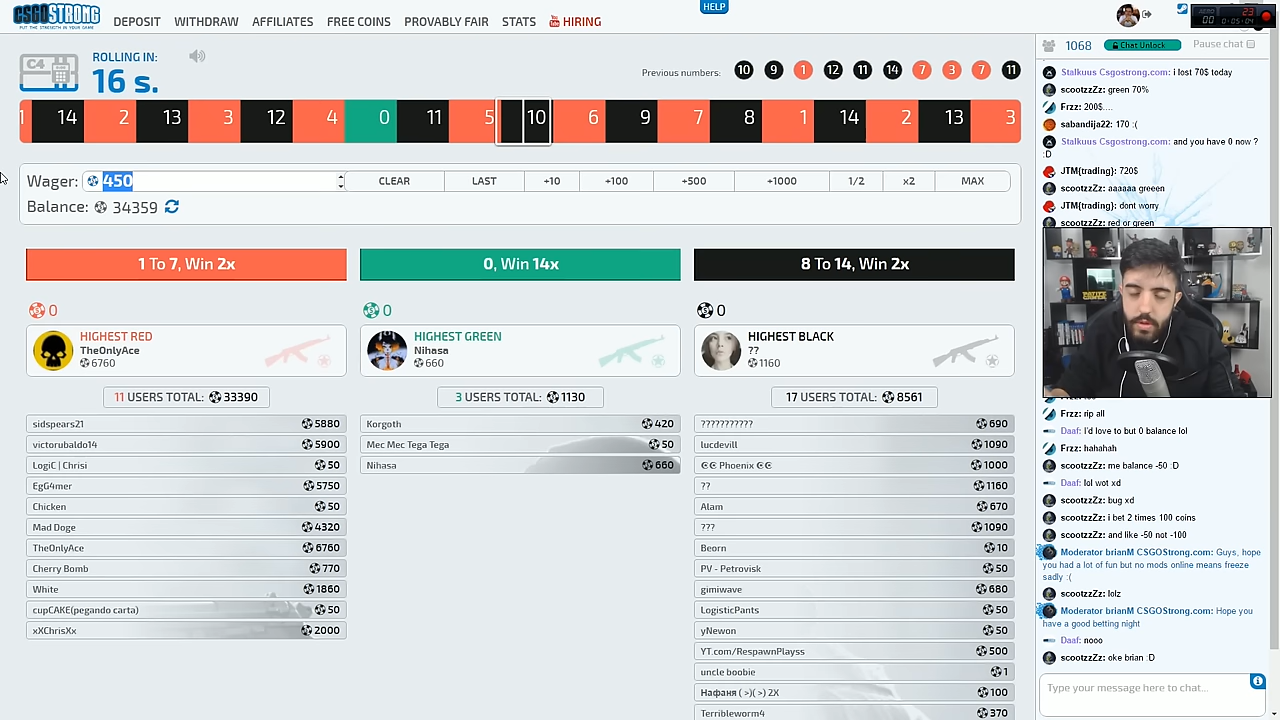 CSGOSTRONG
PUT THE STRENGTH IN YOUR GAME
DEPOSIT
WITHDRAW
AFFILIATES
FREE COINS
PROVABLY FAIR
STATS
HIRING
HELP
23
00
0:05:04
ROLLING IN:
16 s.
Previous numbers:
10 9 1 12 11 14 7 3 7 11
1 14 2 13 3 12 4 0 11 5 10 6 9 7 8 1 14 2 13 3
Wager: 450
CLEAR
LAST
+10
+100
+500
+1000
1/2
x2
MAX
Balance: 34359
1 To 7, Win 2x
0
HIGHEST RED
TheOnlyAce
6760
11 USERS TOTAL: 33390
sidspears21 5880
victorubaldo14 5900
LogiC | Chrisi 50
EgG4mer 5750
Chicken 50
Mad Doge 4320
TheOnlyAce 6760
Cherry Bomb 770
White 1860
cupCAKE(pegando carta) 50
xXChrisXx 2000
0, Win 14x
0
HIGHEST GREEN
Nihasa
660
3 USERS TOTAL: 1130
Korgoth 420
Mec Mec Tega Tega 50
Nihasa 660
8 To 14, Win 2x
0
HIGHEST BLACK
??
1160
17 USERS TOTAL: 8561
?????????? 690
lucdevill 1090
ᏣᏣ Phoenix ᏣᏣ 1000
?? 1160
Alam 670
??? 1090
Beorn 10
PV - Petrovisk 50
gimiwave 680
LogisticPants 50
yNewon 50
YT.com/RespawnPlayss 500
uncle boobie 1
Нафаня ( >)( >) 2X 100
Terribleworm4 370
1068
Chat Unlock
Pause chat
Stalkuus Csgostrong.com: i lost 70$ today
scootzzZz: green 70%
Frzz: 200$....
sabandija22: 170 :(
Stalkuus Csgostrong.com: and you have 0 now ?
:D
JTM(trading): 720$
scootzzZz: aaaaaa greeen
JTM(trading): dont worry
scootzzZz: red or green
Frzz: rip all
Daaf: I'd love to but 0 balance lol
Frzz: hahahah
scootzzZz: me balance -50 :D
Daaf: lol wot xd
scootzzZz: bug xd
scootzzZz: i bet 2 times 100 coins
scootzzZz: and like -50 not -100
Moderator brianM CSGOStrong.com: Guys, hope
you had a lot of fun but no mods online means freeze
sadly :(
scootzzZz: lolz
Moderator brianM CSGOStrong.com: Hope you
have a good betting night
Daaf: nooo
scootzzZz: oke brian :D
Type your message here to chat...